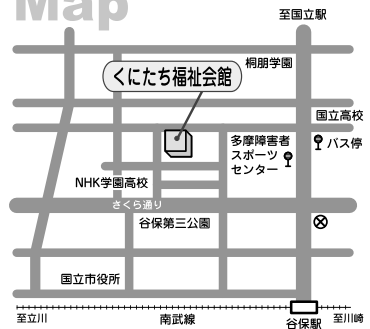 Map
至国立駅
桐朋学園
くにたち福祉会館
国立高校
多摩障害者
スポーツ
センター
バス停
NHK学園高校
さくら通り
谷保第三公園
国立市役所
至立川
南武線
谷保駅
至川崎